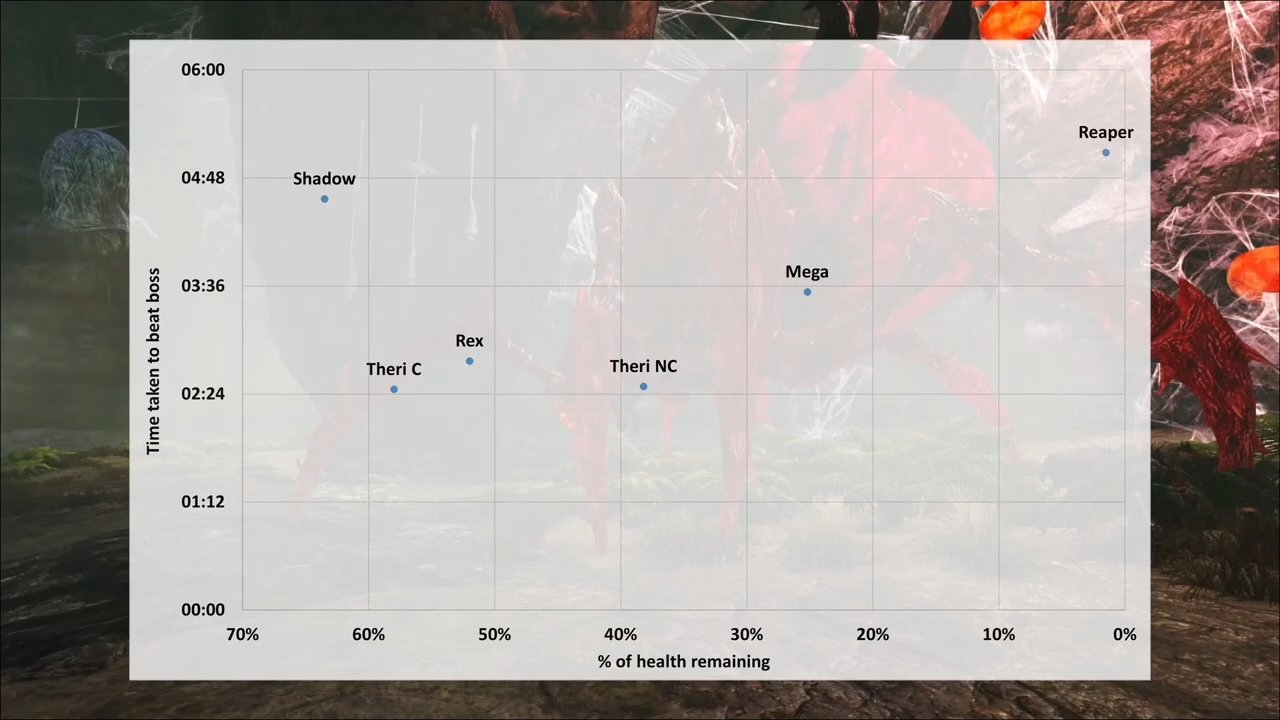 06:00
Reaper
04:48
Shadow
03:36
Mega
Rex
Theri C
Theri NC
02:24
01:12
00:00
Time taken to beat boss
70% 60% 50% 40% 30% 20% 10% 0%
% of health remaining